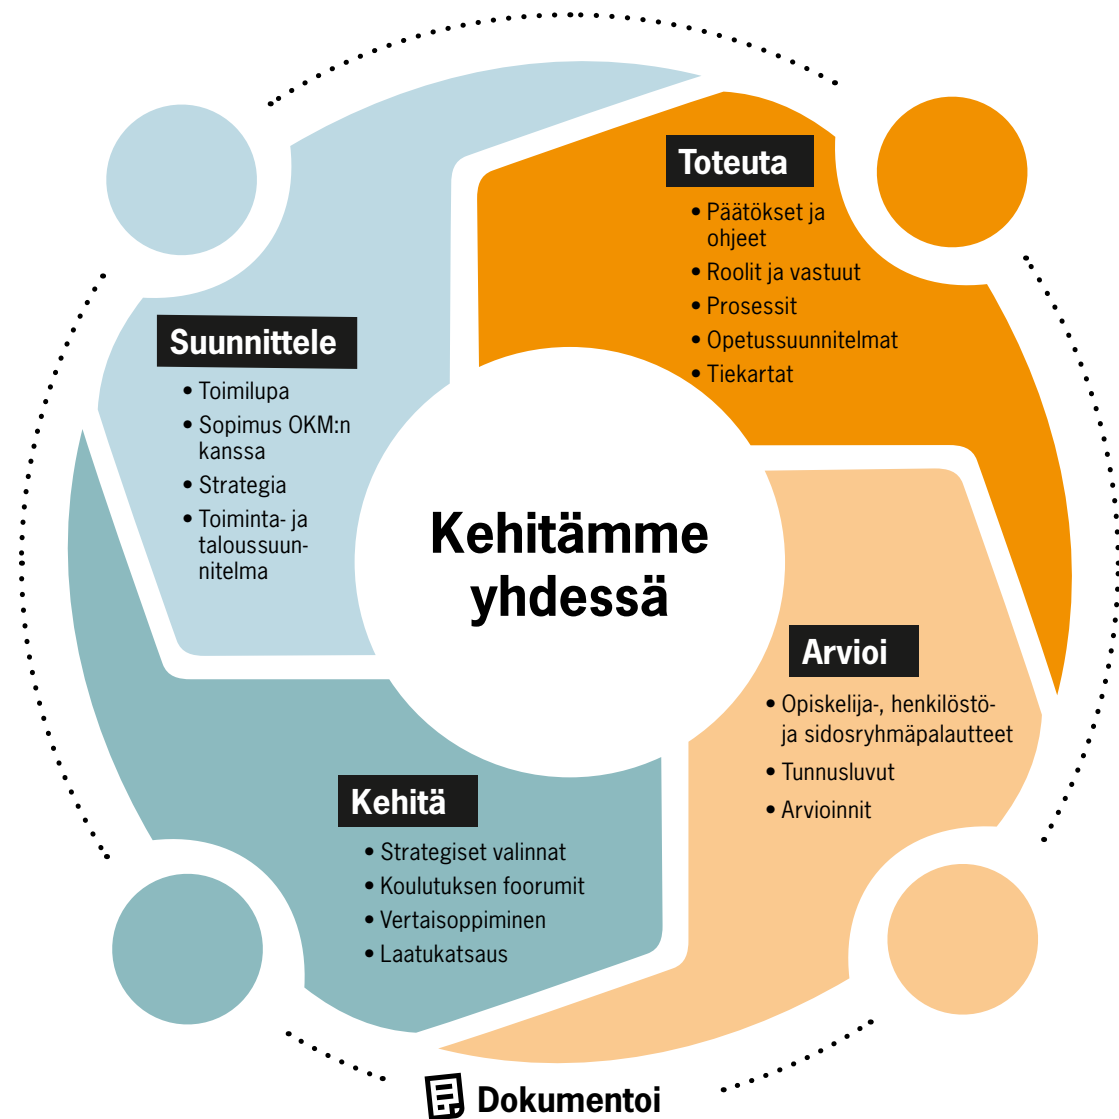 Suunnittele
• Toimilupa
• Sopimus OKM:n
kanssa
• Strategia
• Toiminta- ja
taloussuun-
nitelma
Toteuta
• Päätökset ja
ohjeet
• Roolit ja vastuut
• Prosessit
• Opetussuunnitelmat
• Tiekartat
Kehitämme
yhdessä
Arvioi
• Opiskelija-, henkilöstö-
ja sidosryhmäpalautteet
• Tunnusluvut
• Arvioinnit
Kehitä
• Strategiset valinnat
• Koulutuksen foorumit
• Vertaisoppiminen
• Laatukatsaus
Dokumentoi